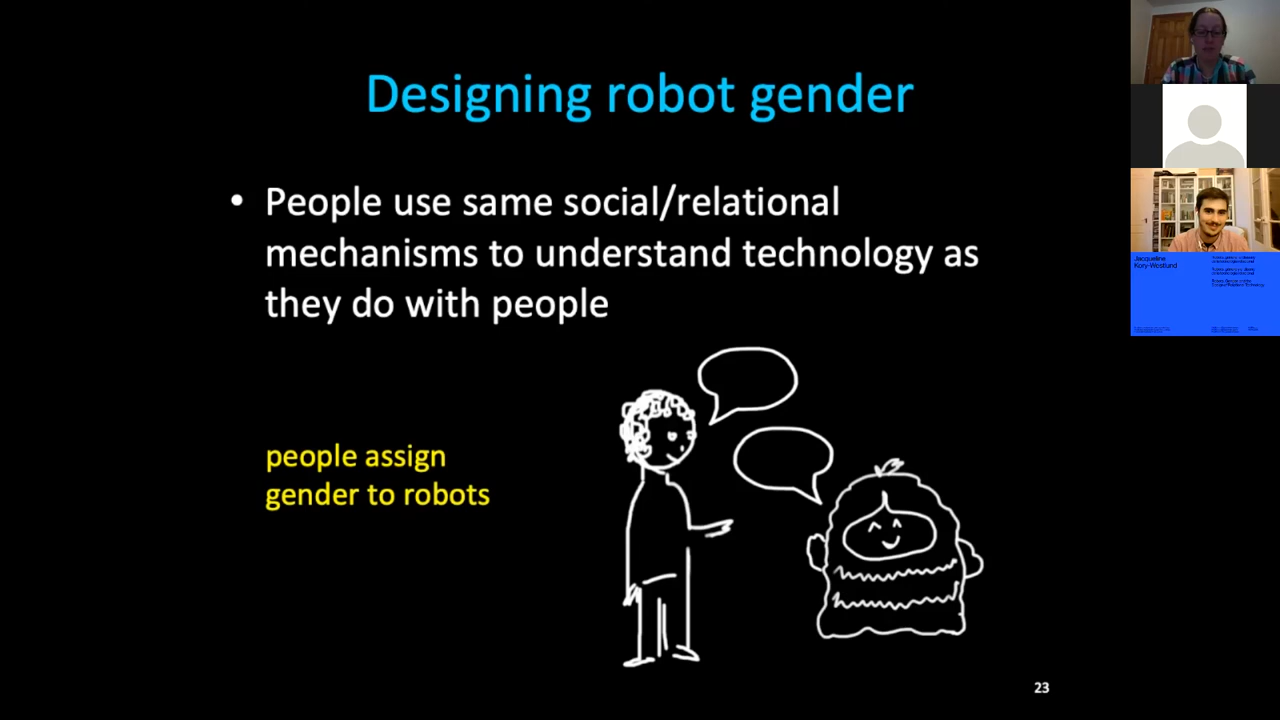 Designing robot gender
• People use same social/relational
mechanisms to understand technology as
they do with people
people assign
gender to robots
23
Jacqueline
Kory-Westlund